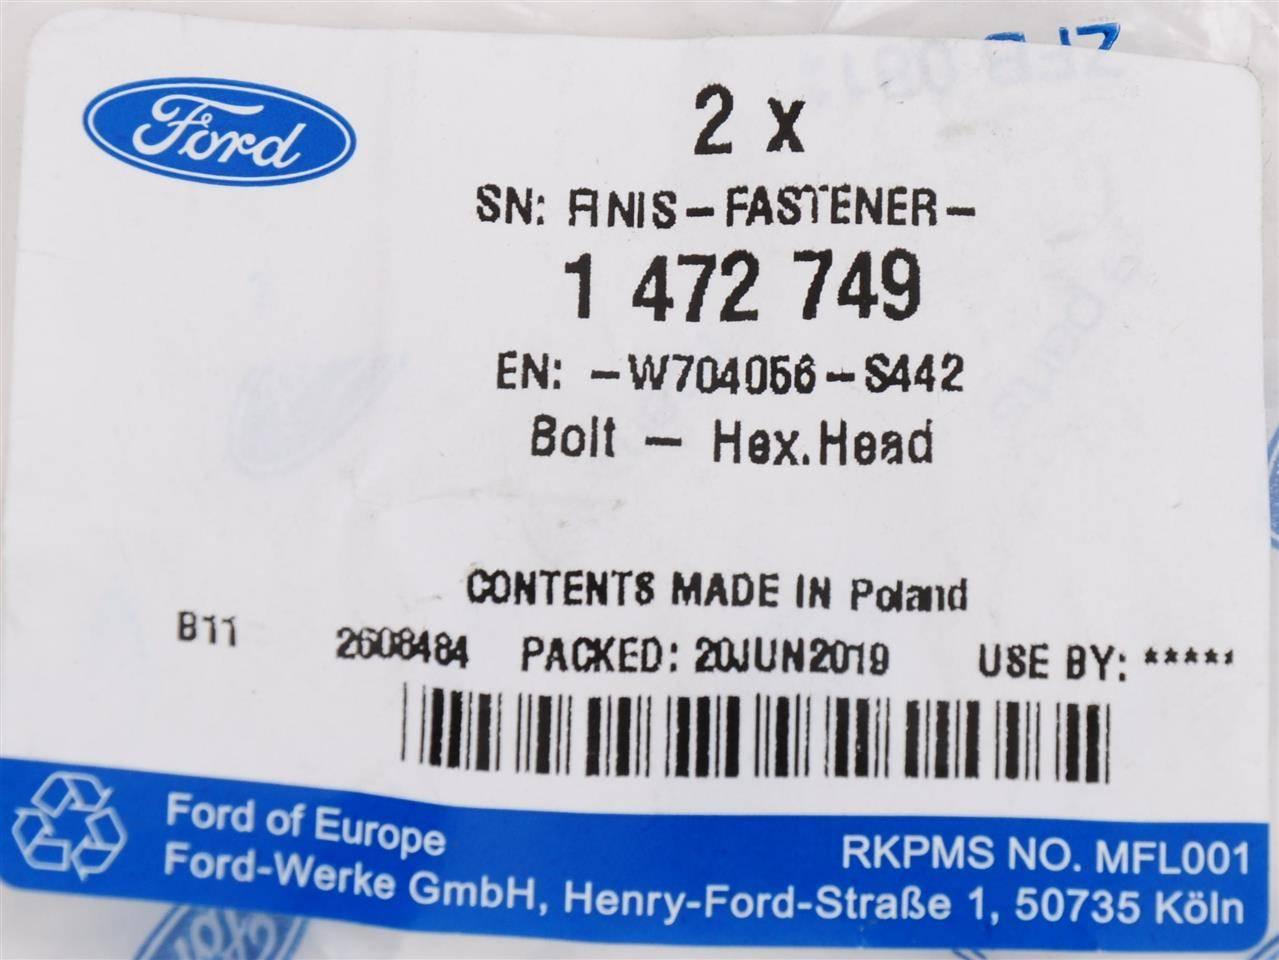 Ford
2 x
SN: FINIS-FASTENER-
1 472 749
EN: -W704056-S442
Bolt - Hex.Head
CONTENTS MADE IN Poland
B11 2608484 PACKED: 20JUN2019 USE BY: *****
Ford of Europe
Ford-Werke GmbH, Henry-Ford-Straße 1, 50735 Köln
RKPMS NO. MFL001